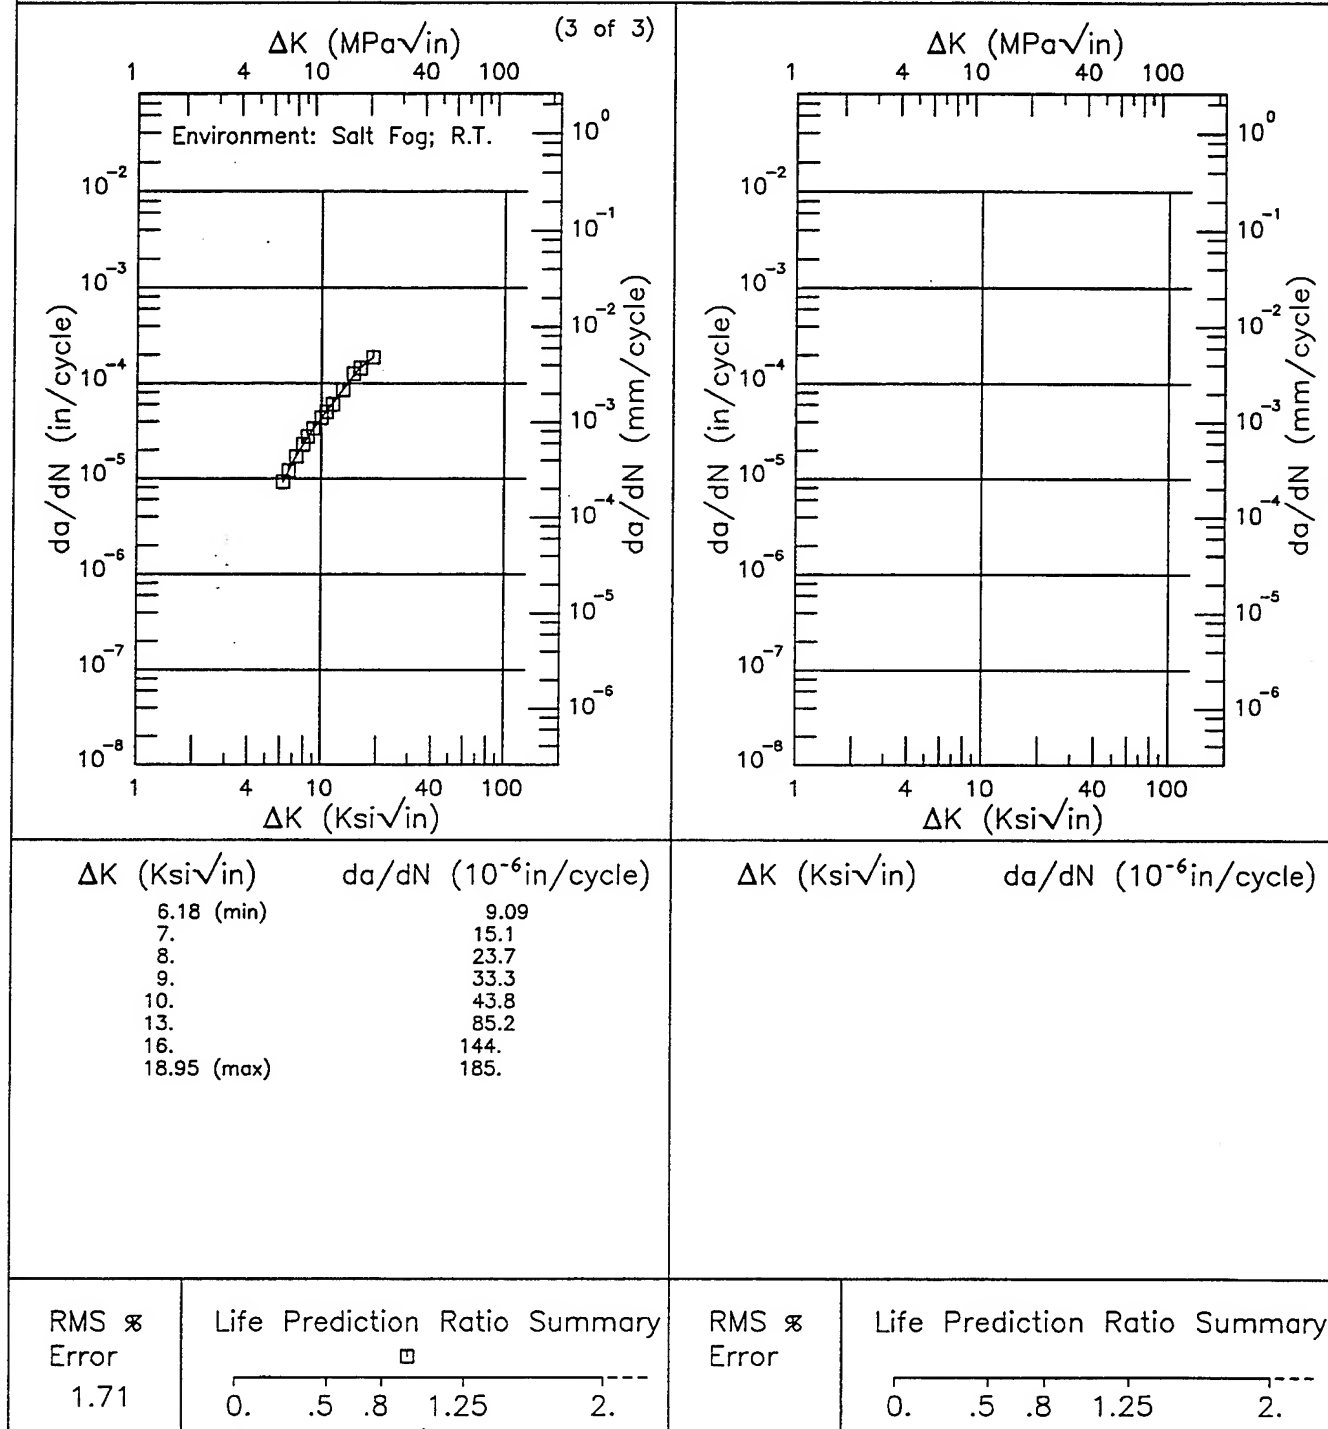 (3 of 3)
ΔK (MPa√in)
1 4 10 40 100
Environment: Salt Fog; R.T.
da/dN (in/cycle)
10⁻²
10⁻³
10⁻⁴
10⁻⁵
10⁻⁶
10⁻⁷
10⁻⁸
10⁰
10⁻¹
10⁻²
10⁻³
10⁻⁴
10⁻⁵
10⁻⁶
da/dN (mm/cycle)
1 4 10 40 100
ΔK (Ksi√in)
ΔK (MPa√in)
1 4 10 40 100
da/dN (in/cycle)
10⁻²
10⁻³
10⁻⁴
10⁻⁵
10⁻⁶
10⁻⁷
10⁻⁸
10⁰
10⁻¹
10⁻²
10⁻³
10⁻⁴
10⁻⁵
10⁻⁶
da/dN (mm/cycle)
1 4 10 40 100
ΔK (Ksi√in)
ΔK (Ksi√in) da/dN (10⁻⁶in/cycle)
6.18 (min) 9.09
7. 15.1
8. 23.7
9. 33.3
10. 43.8
13. 85.2
16. 144.
18.95 (max) 185.
ΔK (Ksi√in) da/dN (10⁻⁶in/cycle)
RMS %
Error
1.71
Life Prediction Ratio Summary
0. .5 .8 1.25 2.
RMS %
Error
Life Prediction Ratio Summary
0. .5 .8 1.25 2.